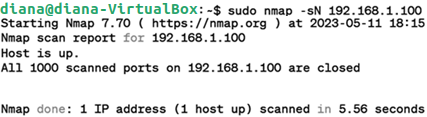 diana@diana-VirtualBox:~$ sudo nmap -sN 192.168.1.100
Starting Nmap 7.70 ( https://nmap.org ) at 2023-05-11 18:15
Nmap scan report for 192.168.1.100
Host is up.
All 1000 scanned ports on 192.168.1.100 are closed
Nmap done: 1 IP address (1 host up) scanned in 5.56 seconds